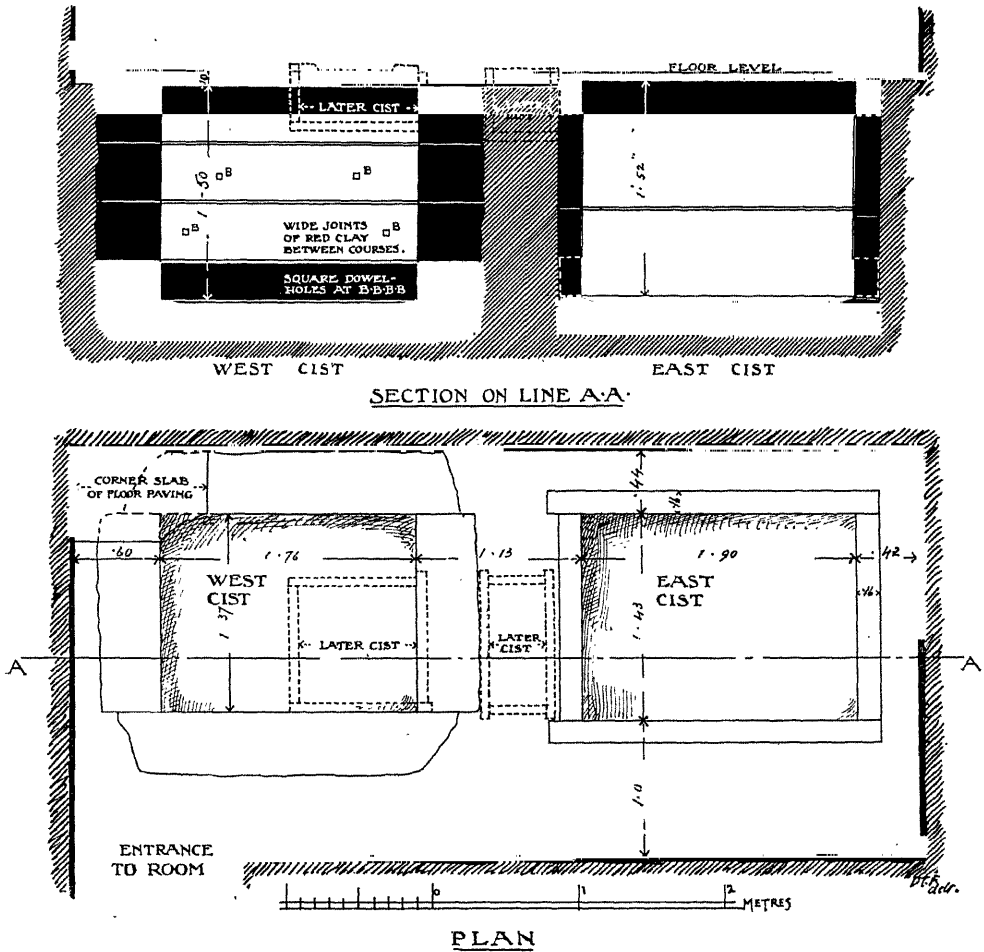 FLOOR LEVEL
·10
LATER CIST
1·50
1·52"
B
B
B
B
WIDE JOINTS
OF RED CLAY
BETWEEN COURSES.
SQUARE DOWEL-
HOLES AT B·B·B·B
WEST CIST
EAST CIST
SECTION ON LINE A·A·
CORNER SLAB
OF FLOOR PAVING
·44
·16
·60
1·76
1·13
1·90
·42
WEST
CIST
EAST
CIST
1·37
1·43
·16
LATER CIST
LATER
CIST
A
A
1·0
ENTRANCE
TO ROOM
0
1
2
METRES
PLAN